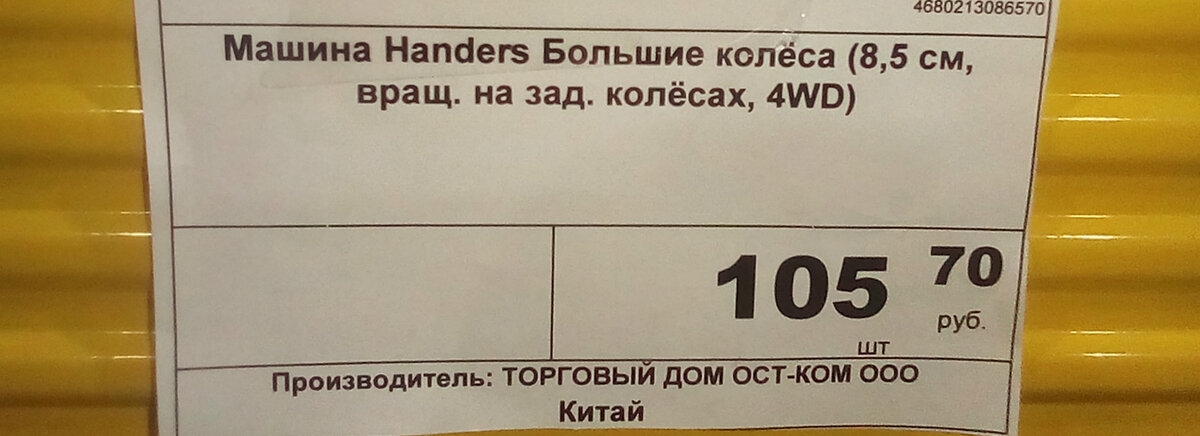 4680213086570
Машина Handers Большие колёса (8,5 см,
вращ. на зад. колёсах, 4WD)
105 70
руб.
шт
Производитель: ТОРГОВЫЙ ДОМ ОСТ-КОМ ООО
Китай